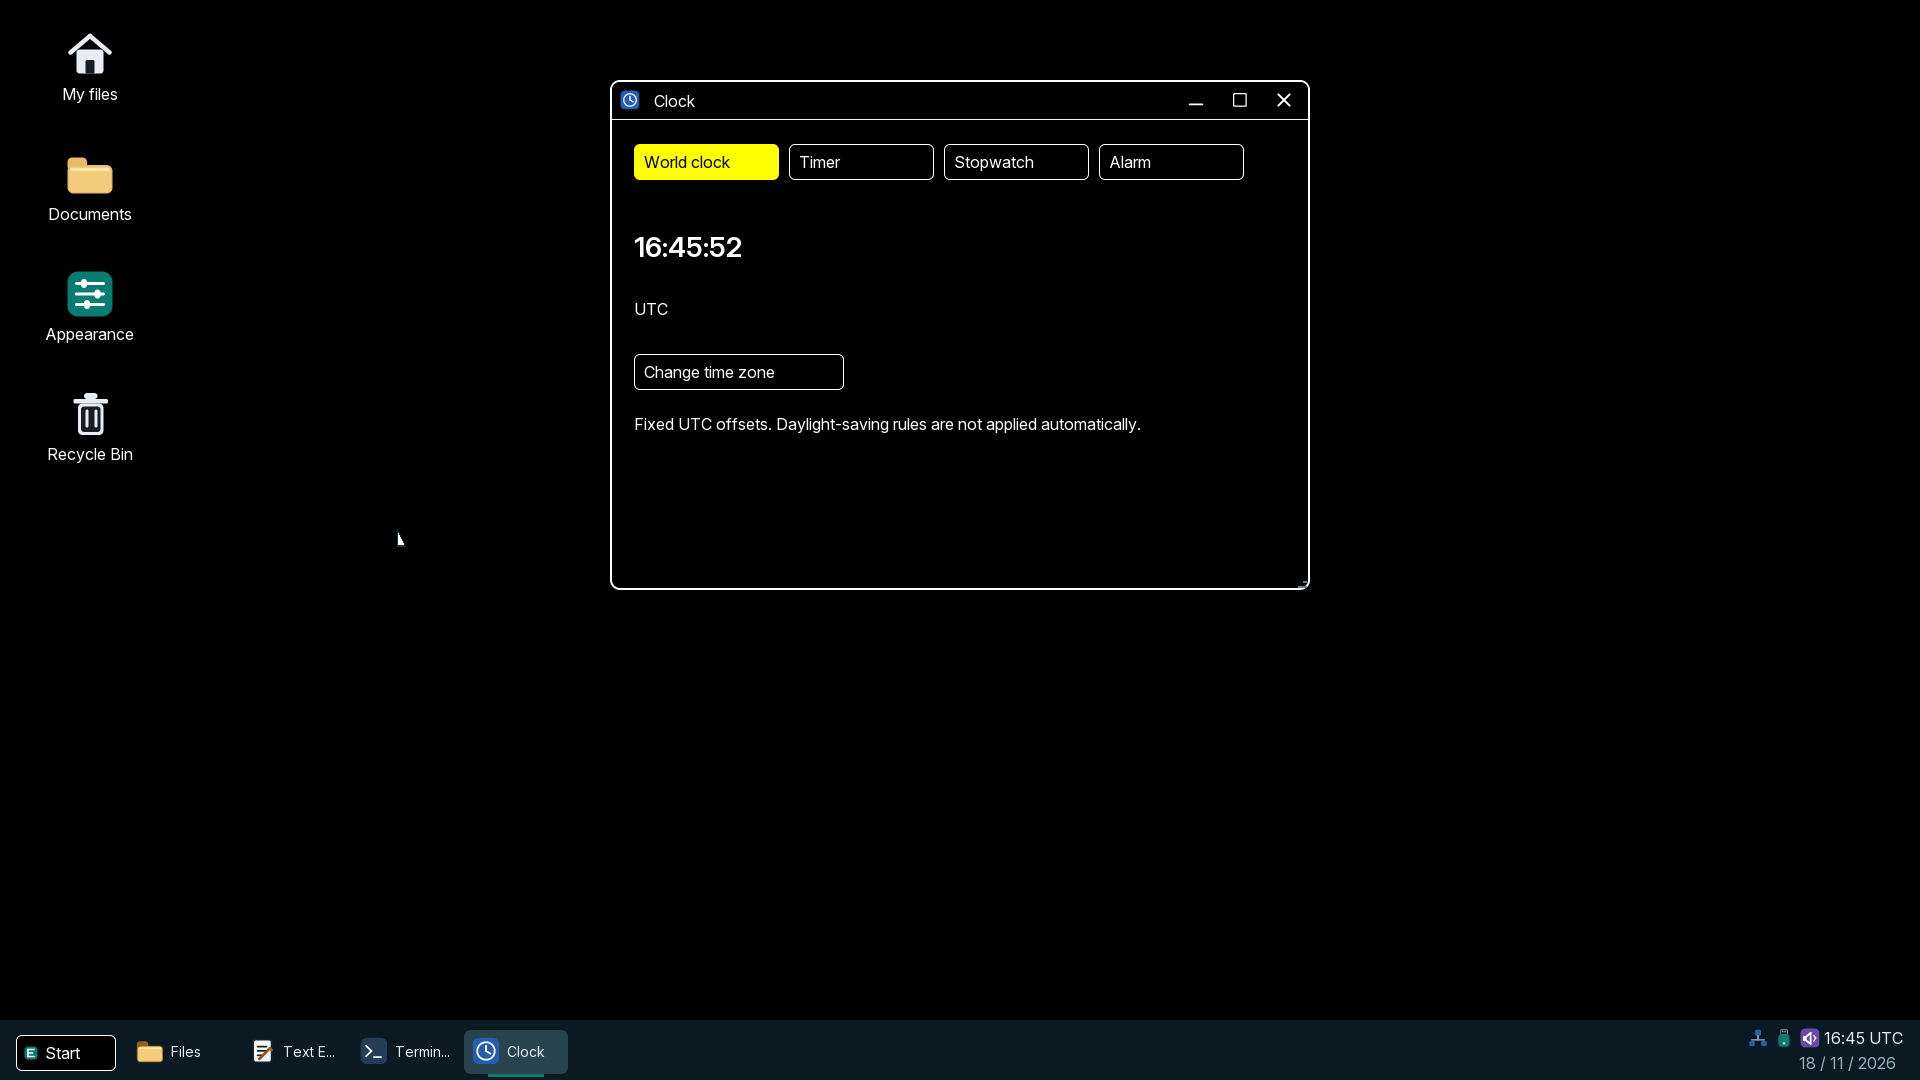 My files
Documents
Appearance
Recycle Bin
Clock
World clock
Timer
Stopwatch
Alarm
16:45:52
UTC
Change time zone
Fixed UTC offsets. Daylight-saving rules are not applied automatically.
Start
Files
Text E...
Termin...
Clock
16:45 UTC
18 / 11 / 2026